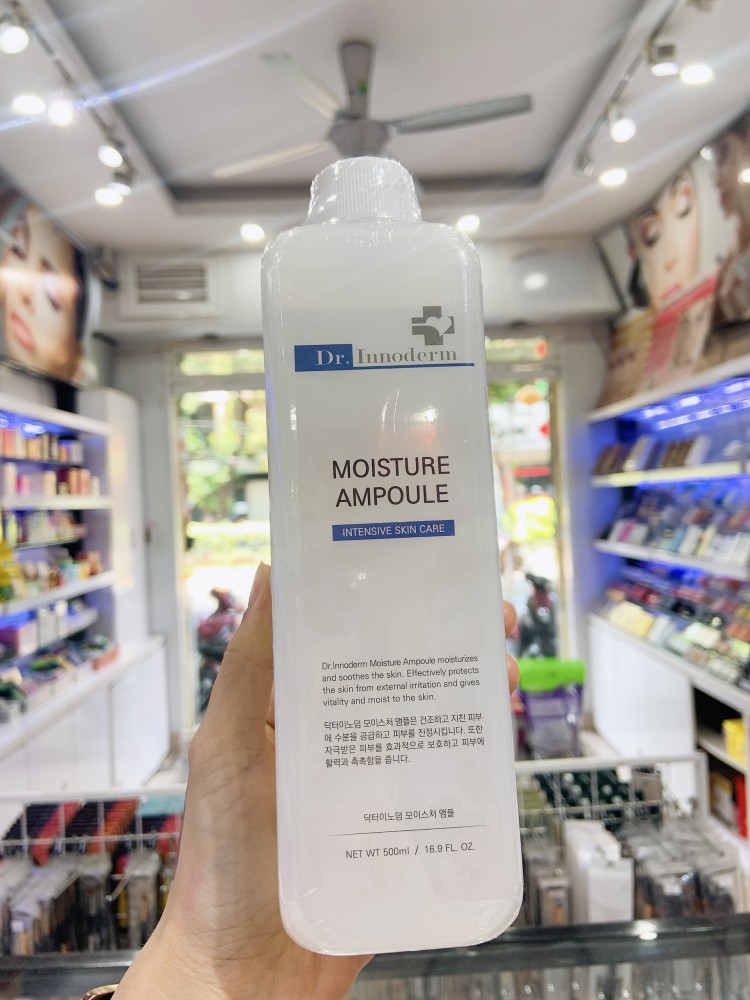 Dr. Innoderm
MOISTURE
AMPOULE
INTENSIVE SKIN CARE
Dr.Innoderm Moisture Ampoule moisturizes
and soothes the skin. Effectively protects
the skin from external irritation and gives
vitality and moist to the skin.
닥터이노덤 모이스처 앰플은 건조하고 지친 피부
에 수분을 공급하고 피부를 진정시킵니다. 또한
자극받은 피부를 효과적으로 보호하고 피부에
활력과 촉촉함을 줍니다.
닥터이노덤 모이스처 앰플
NET WT 500ml / 16.9 FL. OZ.